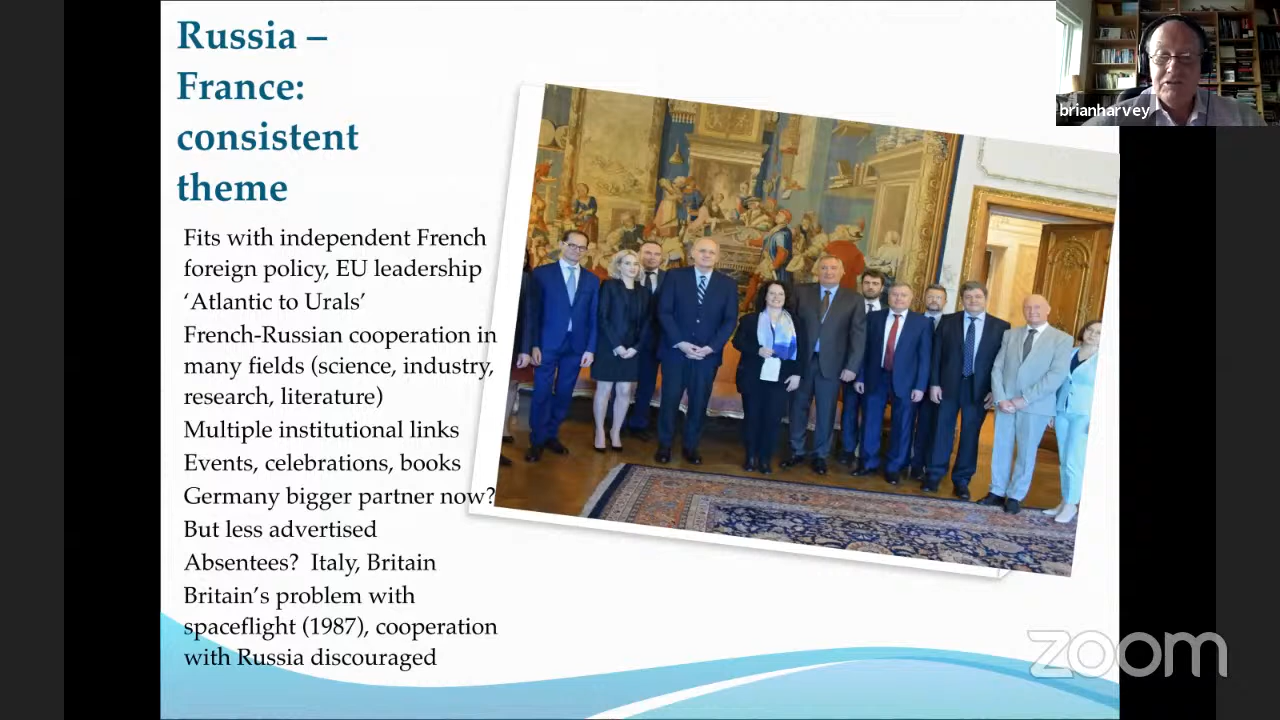 Russia –
France:
consistent
theme
Fits with independent French
foreign policy, EU leadership
‘Atlantic to Urals’
French-Russian cooperation in
many fields (science, industry,
research, literature)
Multiple institutional links
Events, celebrations, books
Germany bigger partner now?
But less advertised
Absentees?  Italy, Britain
Britain’s problem with
spaceflight (1987), cooperation
with Russia discouraged
brianharvey
zoom